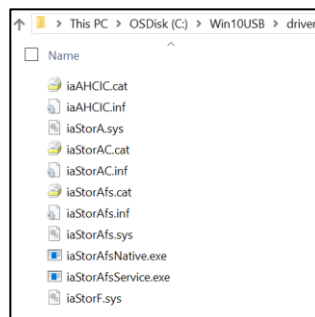 This PC > OSDisk (C:) > Win10USB > driver
Name
iaAHCIC.cat
iaAHCIC.inf
iaStorA.sys
iaStorAC.cat
iaStorAC.inf
iaStorAfs.cat
iaStorAfs.inf
iaStorAfs.sys
iaStorAfsNative.exe
iaStorAfsService.exe
iaStorF.sys